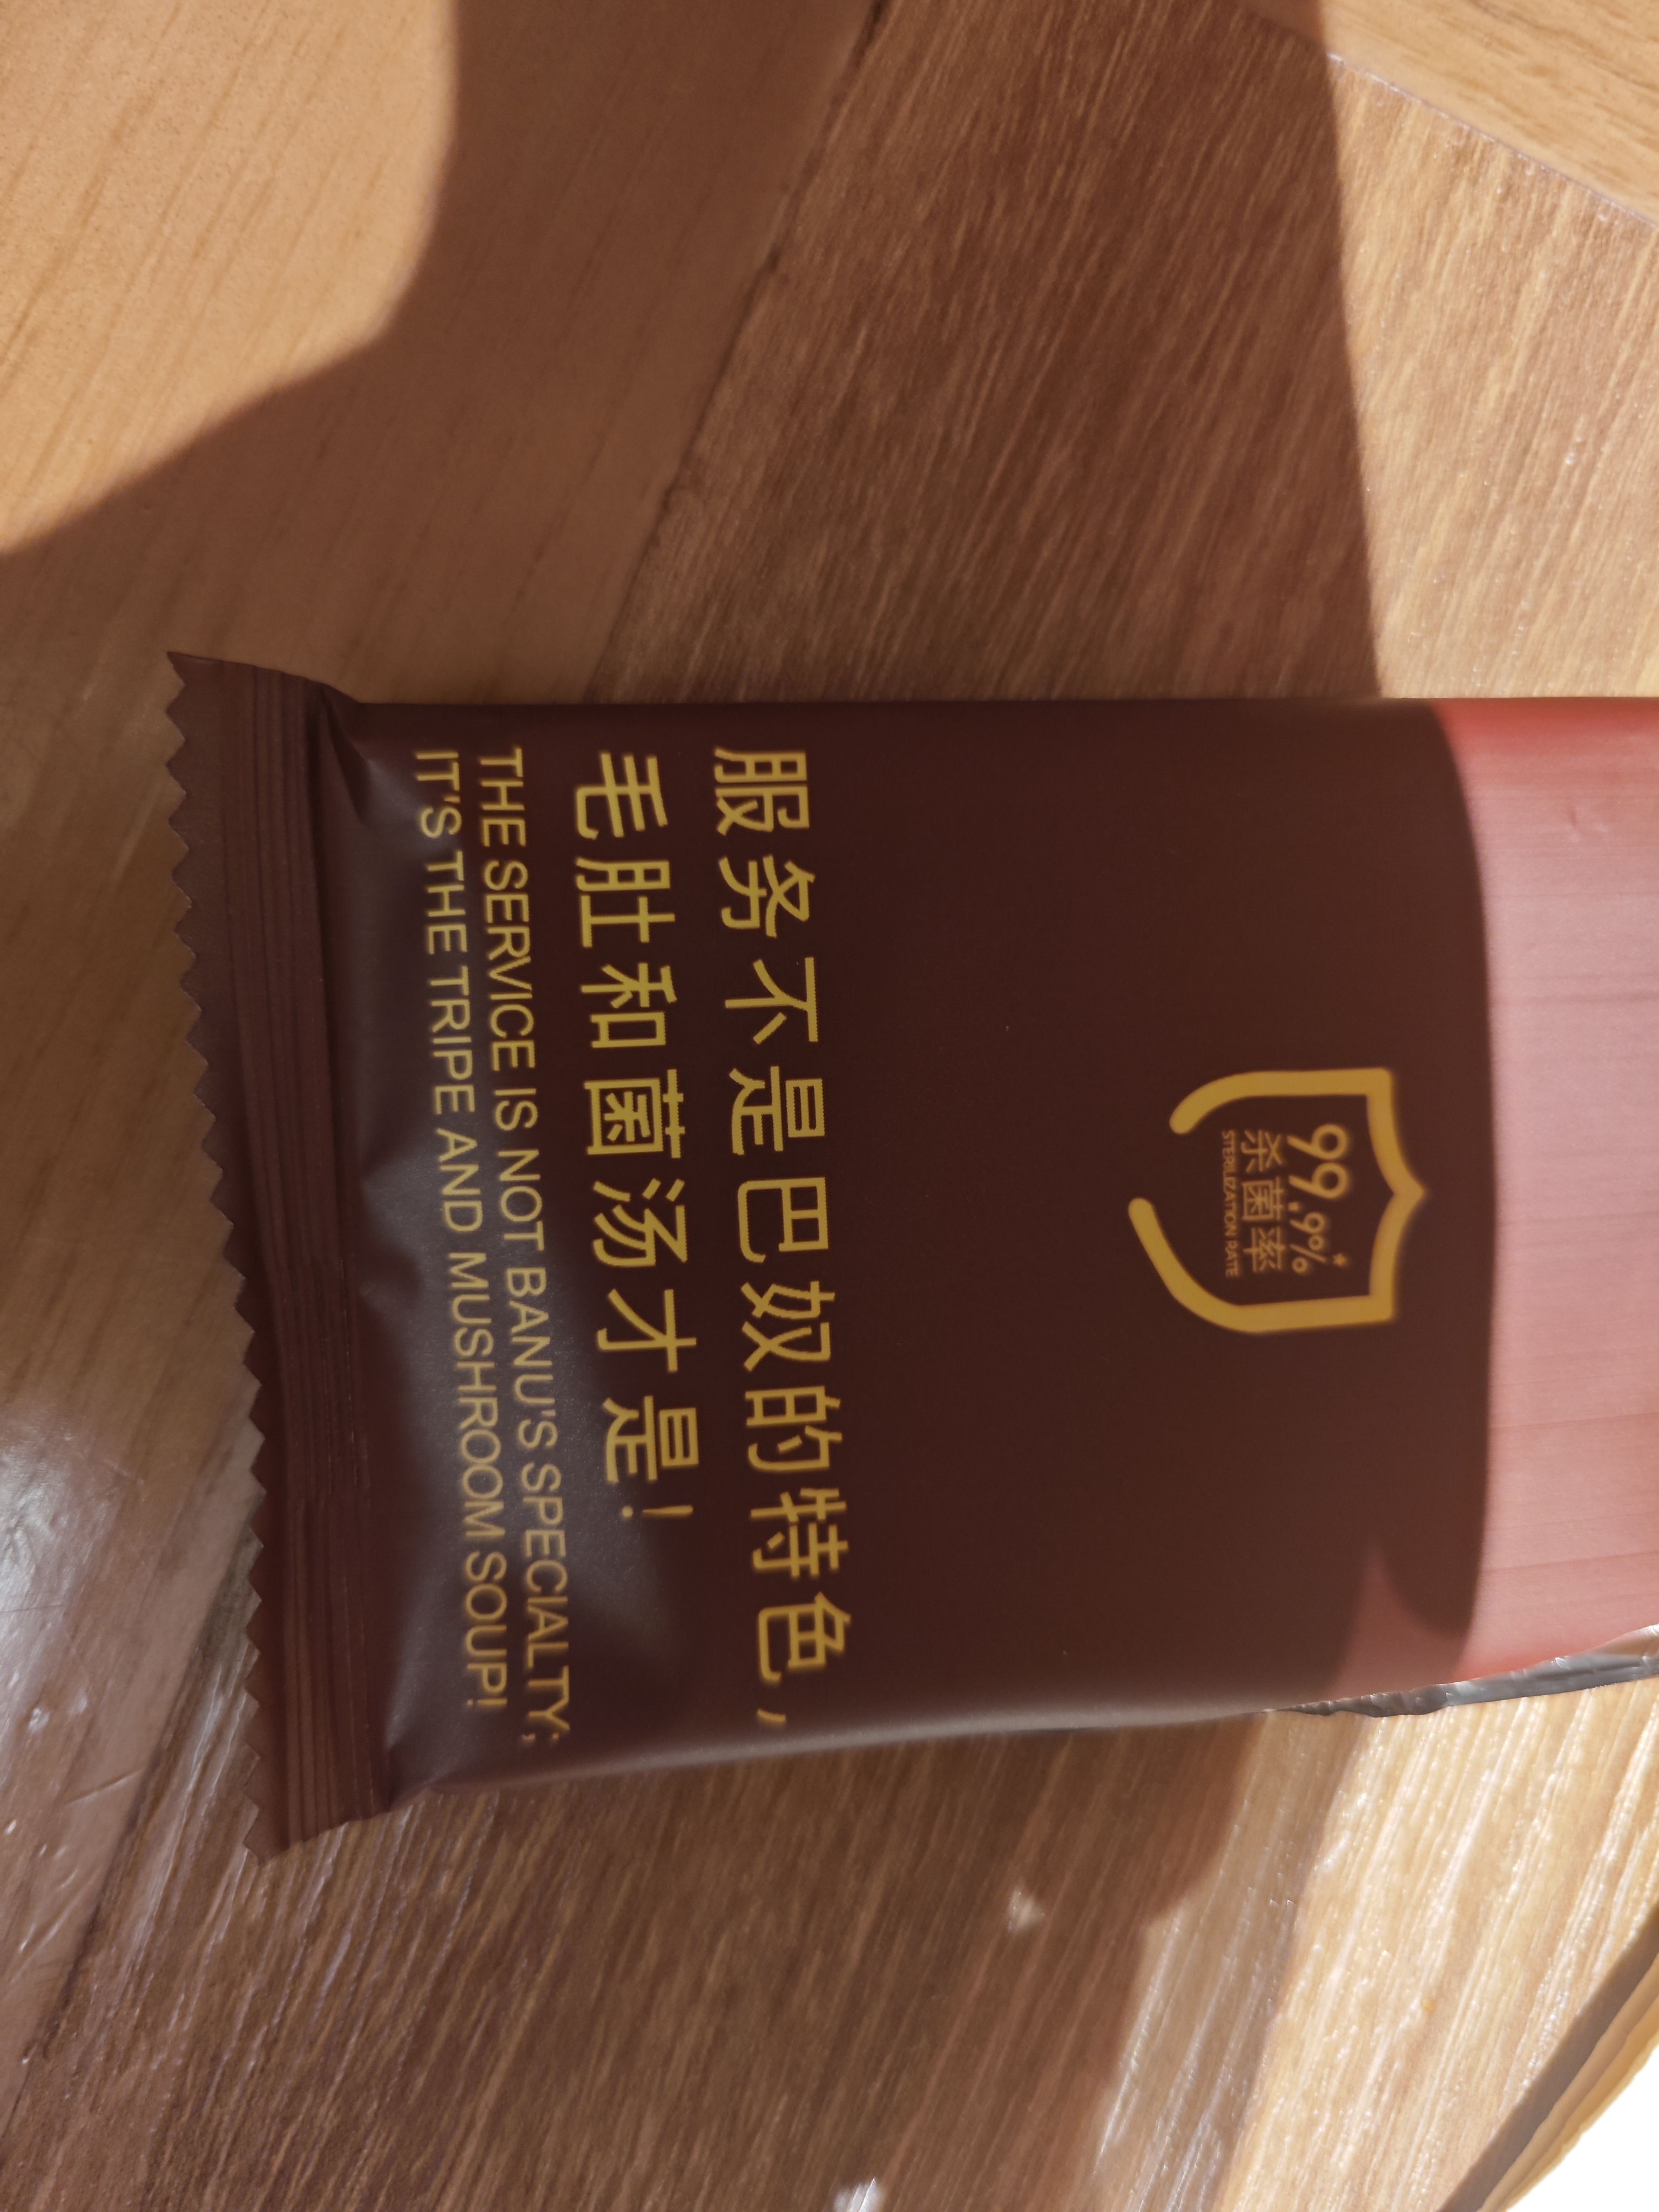 99.9%*
杀菌率
STERILIZATION RATE
服务不是巴奴的特色,
毛肚和菌汤才是!
THE SERVICE IS NOT BANU'S SPECIALTY;
IT'S THE TRIPE AND MUSHROOM SOUP!